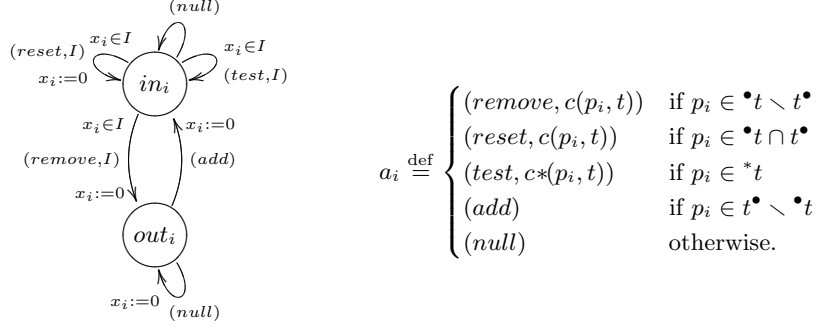 (null)
x_i∈I
(reset,I)
x_i:=0
x_i∈I
(test,I)
in_i
x_i∈I
x_i:=0
(remove,I)
(add)
x_i:=0
out_i
x_i:=0
(null)
a_i def= {
(remove, c(p_i, t)) if p_i ∈ •t ∖ t•
(reset, c(p_i, t)) if p_i ∈ •t ∩ t•
(test, c*(p_i, t)) if p_i ∈ *t
(add) if p_i ∈ t• ∖ •t
(null) otherwise.